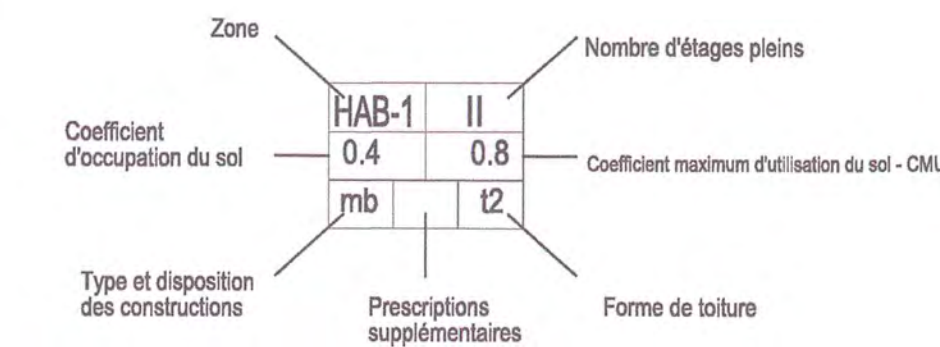 Zone
Nombre d'étages pleins
HAB-1 II
Coefficient
d'occupation du sol
0.4 0.8
Coefficient maximum d'utilisation du sol - CMU
mb t2
Type et disposition
des constructions
Prescriptions
supplémentaires
Forme de toiture